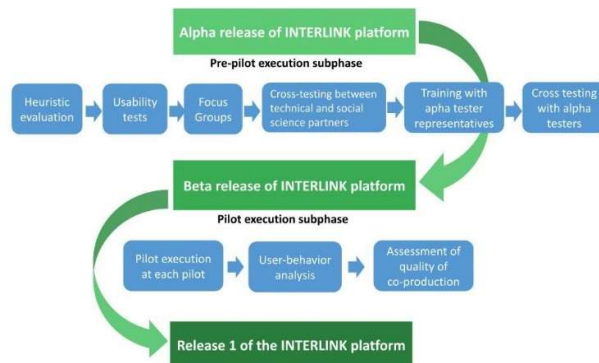 Alpha release of INTERLINK platform
Pre-pilot execution subphase
Heuristic
evaluation
Usability
tests
Focus
Groups
Cross-testing between
technical and social
science partners
Training with
apha tester
representatives
Cross testing
with alpha
testers
Beta release of INTERLINK platform
Pilot execution subphase
Pilot execution
at each pilot
User-behavior
analysis
Assessment of
quality of
co-production
Release 1 of the INTERLINK platform